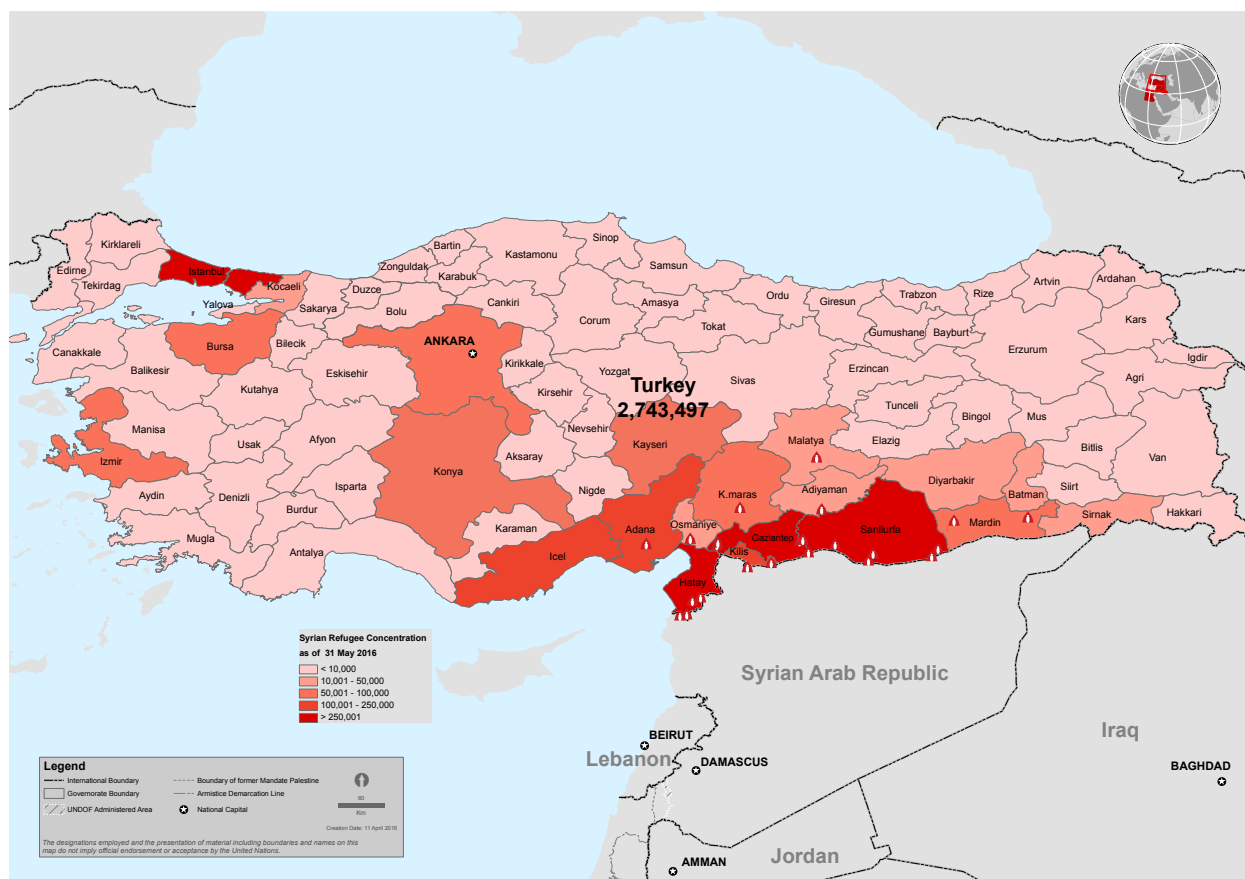 Kirklareli
Edirne
Tekirdag
Istanbul
Kocaeli
Yalova
Sakarya
Duzce
Zonguldak
Bartin
Karabuk
Kastamonu
Sinop
Samsun
Cankiri
Bolu
Corum
Amasya
Tokat
Ordu
Giresun
Trabzon
Rize
Artvin
Ardahan
Gumushane
Bayburt
Kars
Erzurum
Igdir
Agri
Canakkale
Balikesir
Bursa
Bilecik
Eskisehir
Kutahya
ANKARA
Kirikkale
Kirsehir
Yozgat
Turkey
2,743,497
Sivas
Erzincan
Tunceli
Bingol
Mus
Bitlis
Van
Elazig
Malatya
Manisa
Usak
Afyon
Izmir
Konya
Aksaray
Nevsehir
Kayseri
Nigde
Aydin
Denizli
Isparta
Burdur
Mugla
Antalya
Karaman
Icel
Adana
Osmaniye
K.maras
Adiyaman
Diyarbakir
Batman
Siirt
Sirnak
Hakkari
Mardin
Sanliurfa
Gaziantep
Kilis
Hatay
Syrian Refugee Concentration
as of 31 May 2016
< 10,000
10,001 - 50,000
50,001 - 100,000
100,001 - 250,000
> 250,001
Syrian Arab Republic
Iraq
BEIRUT
Lebanon
DAMASCUS
BAGHDAD
AMMAN
Jordan
Legend
International Boundary
Governorate Boundary
UNDOF Administered Area
Boundary of former Mandate Palestine
Armistice Demarcation Line
National Capital
80
Km
Creation Date: 11 April 2016
The designations employed and the presentation of material including boundaries and names on this
map do not imply official endorsement or acceptance by the United Nations.